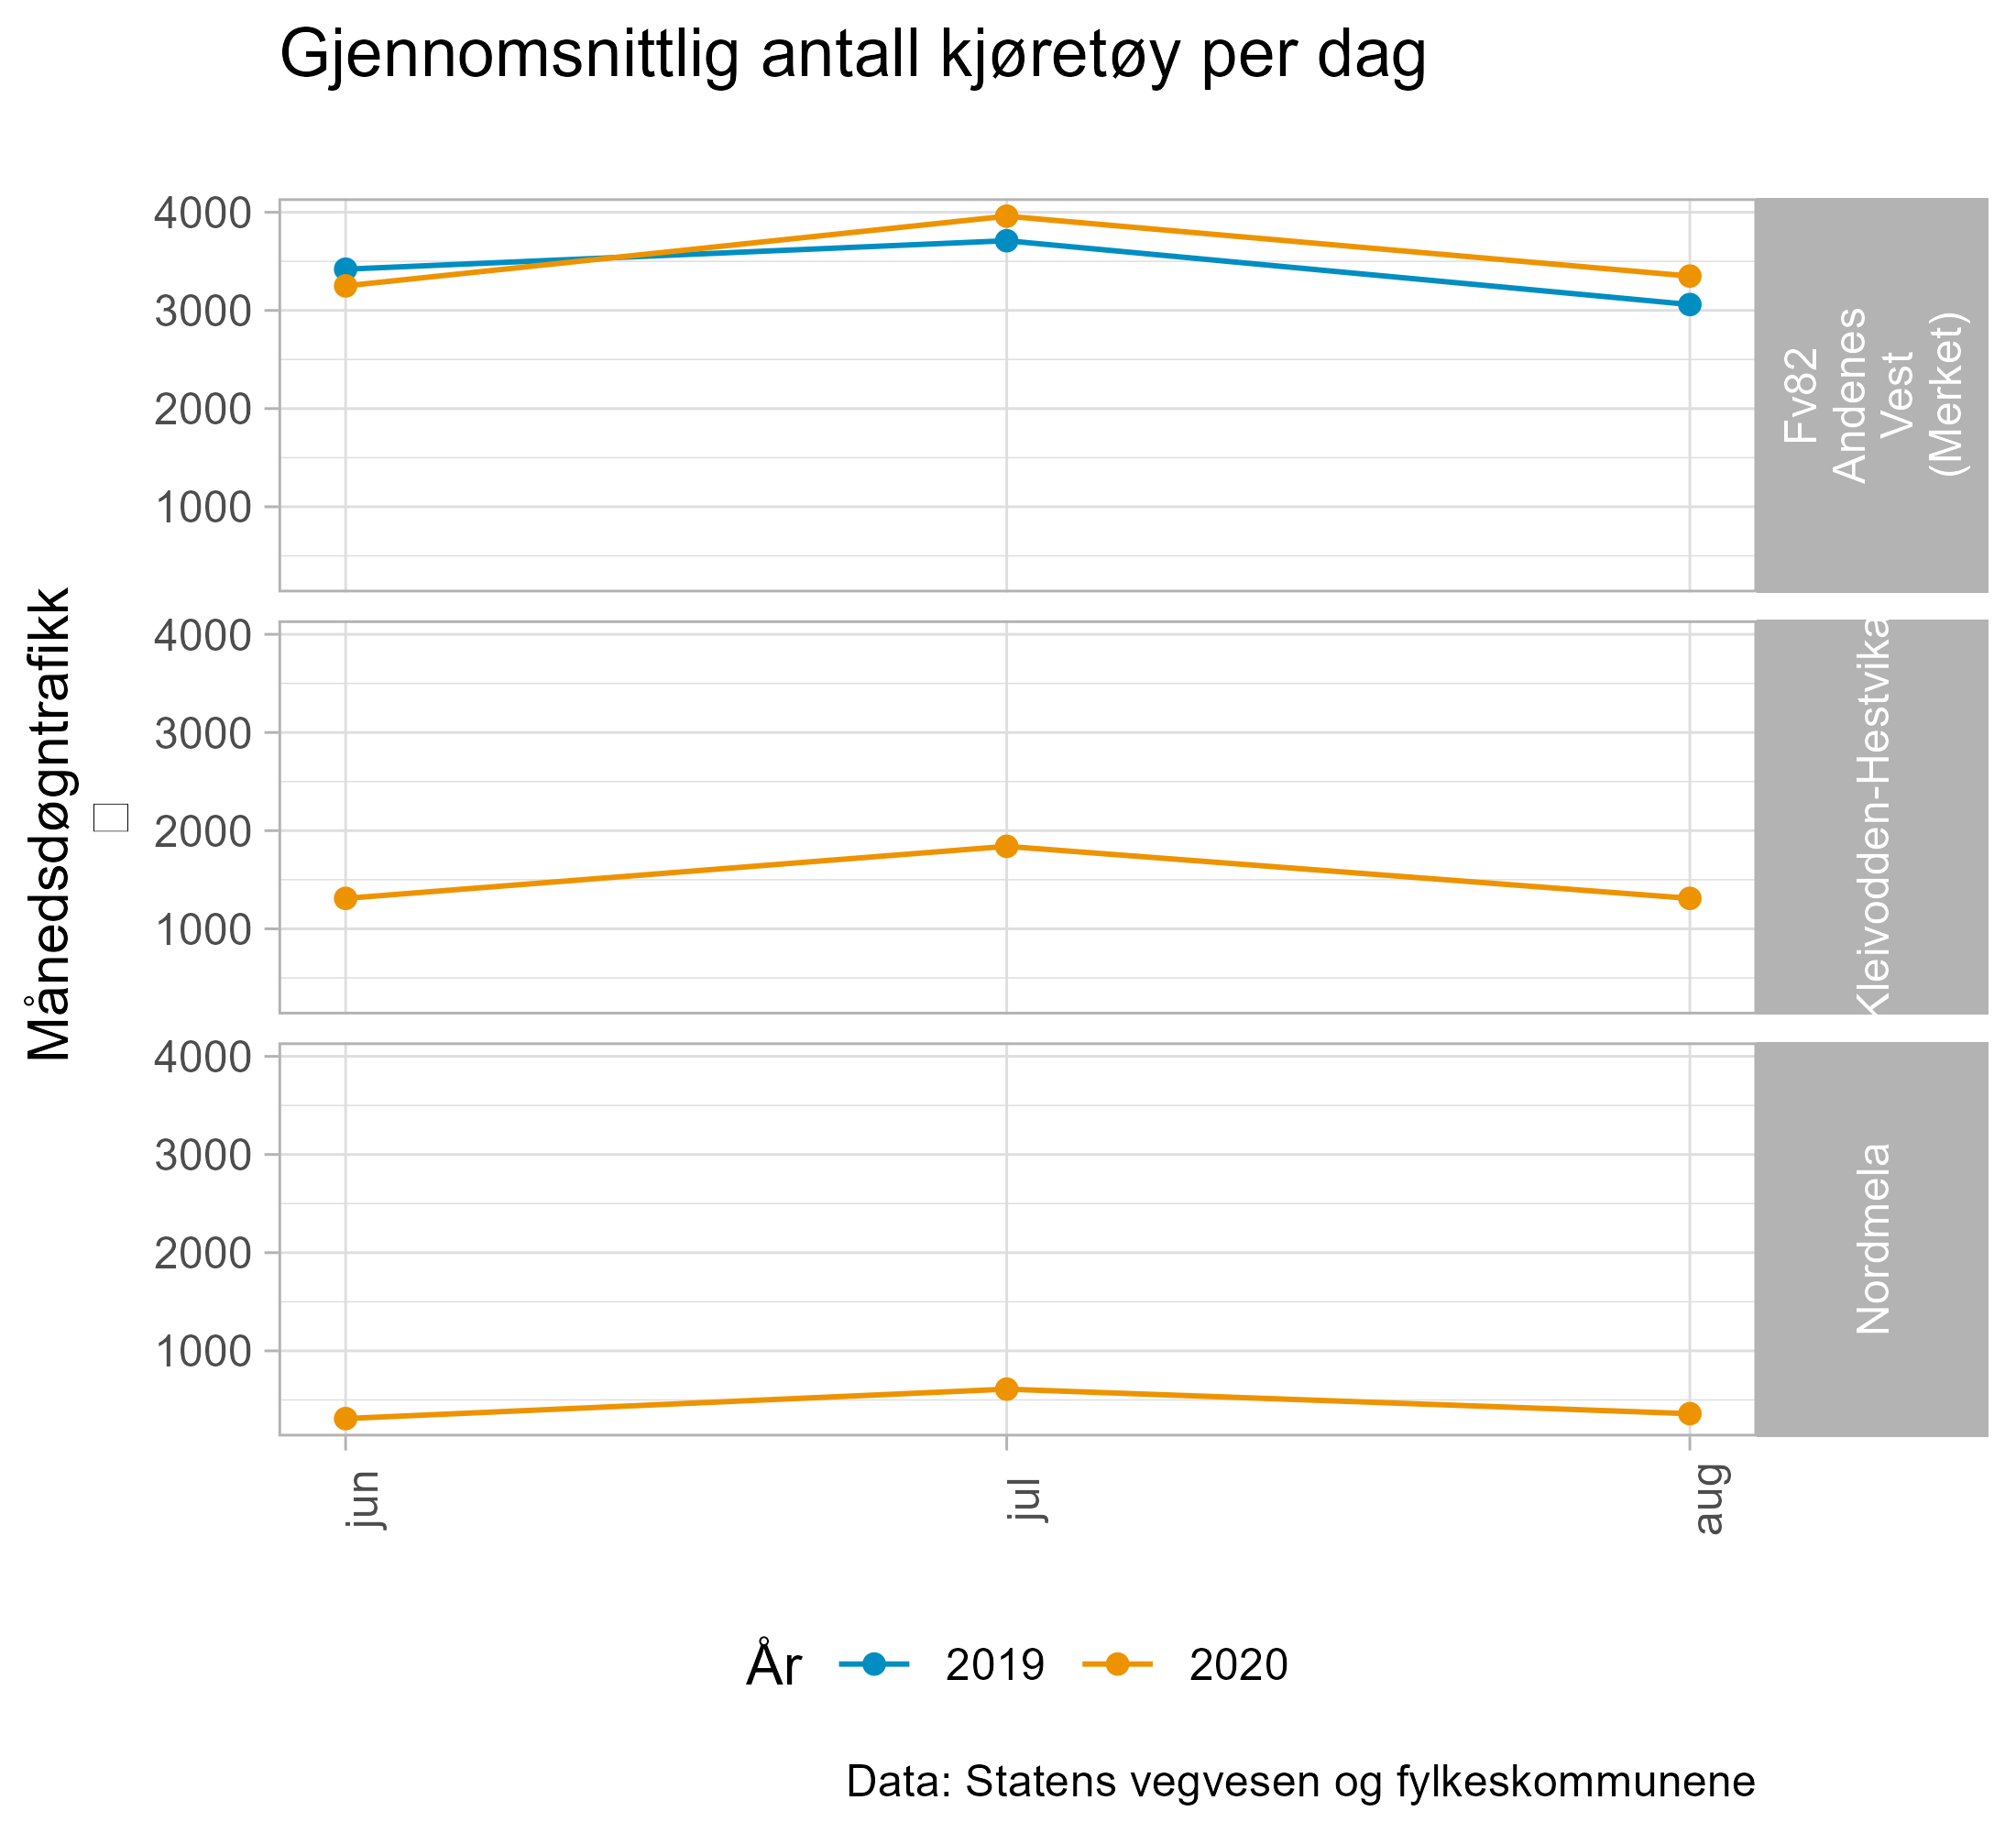 Gjennomsnittlig antall kjøretøy per dag
Månedsdøgntrafikk
4000
3000
2000
1000
Fv82
Andenes
Vest
(Merket)
4000
3000
2000
1000
Kleivodden-Hestvika
4000
3000
2000
1000
Nordmela
jun jul aug
År 2019 2020
Data: Statens vegvesen og fylkeskommunene